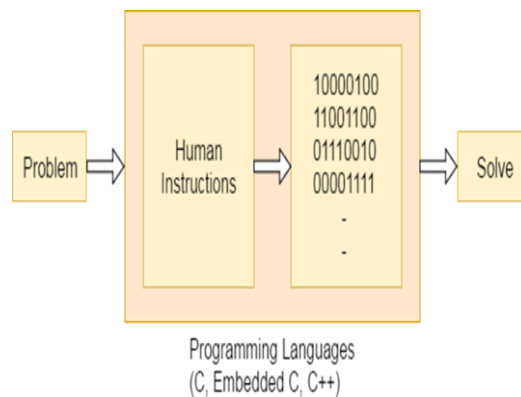 Problem
Human
Instructions
10000100
11001100
01110010
00001111
-
-
Solve
Programming Languages
(C, Embedded C, C++)